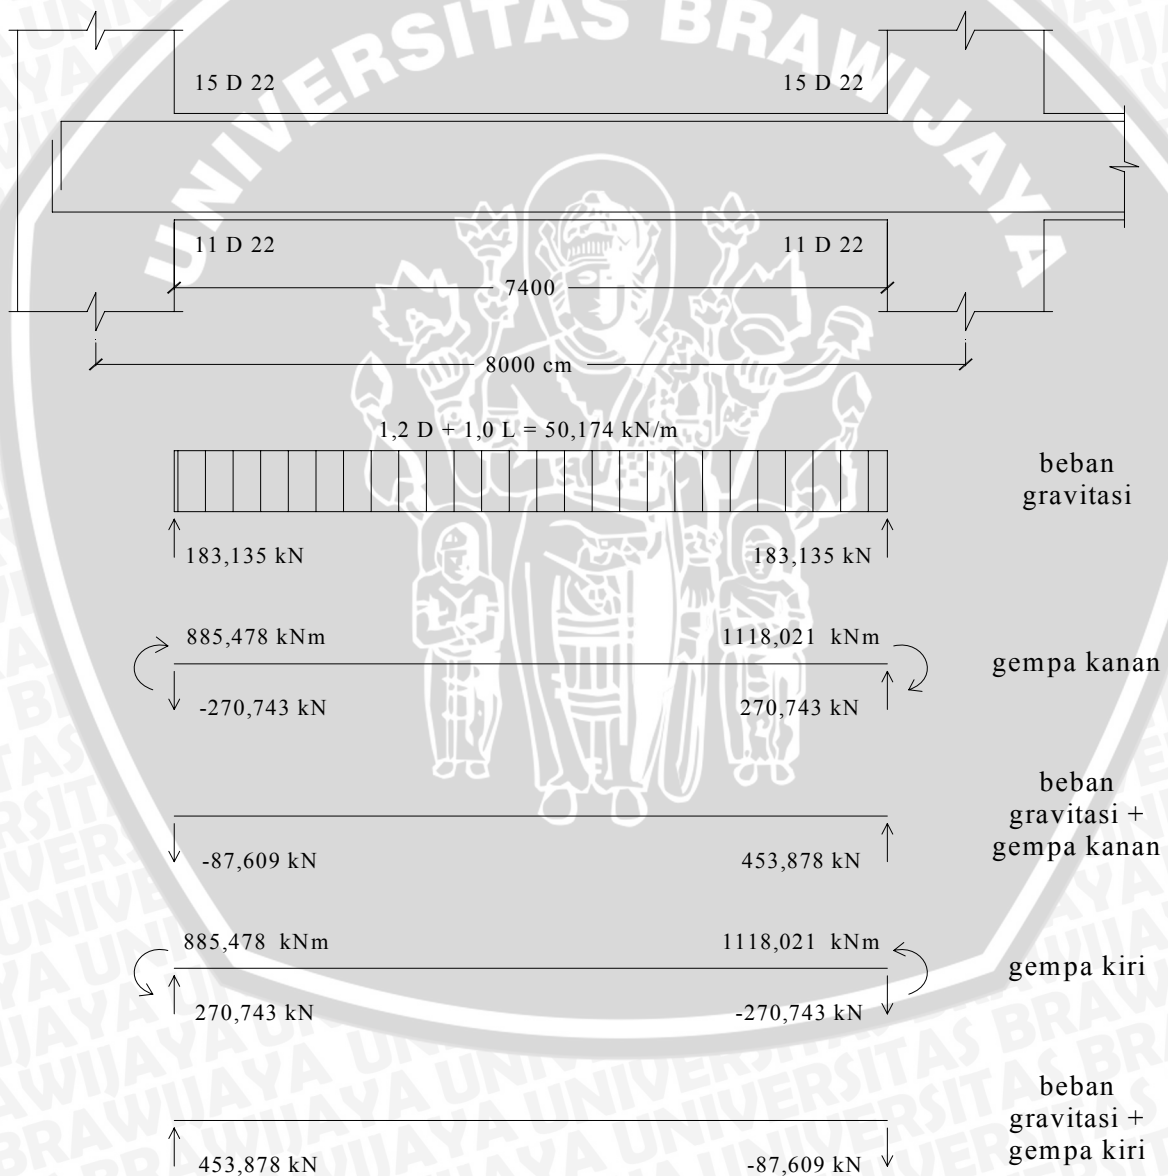 UNIVERSITAS BRAWIJAYA
15 D 22
15 D 22
11 D 22
11 D 22
7400
8000 cm
1,2 D + 1,0 L = 50,174 kN/m
beban
gravitasi
183,135 kN
183,135 kN
885,478 kNm
1118,021 kNm
gempa kanan
-270,743 kN
270,743 kN
beban
gravitasi +
gempa kanan
-87,609 kN
453,878 kN
885,478 kNm
1118,021 kNm
gempa kiri
270,743 kN
-270,743 kN
beban
gravitasi +
gempa kiri
453,878 kN
-87,609 kN